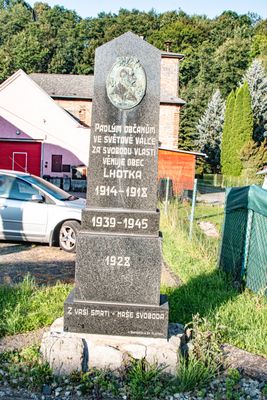 PADLÝM OBČANŮM
VE SVĚTOVÉ VÁLCE
ZA SVOBODU VLASTI
VĚNUJE OBEC
LHOTKA
1914-1918
1939-1945
1928
Z VAŠÍ SMRTI - NAŠE SVOBODA